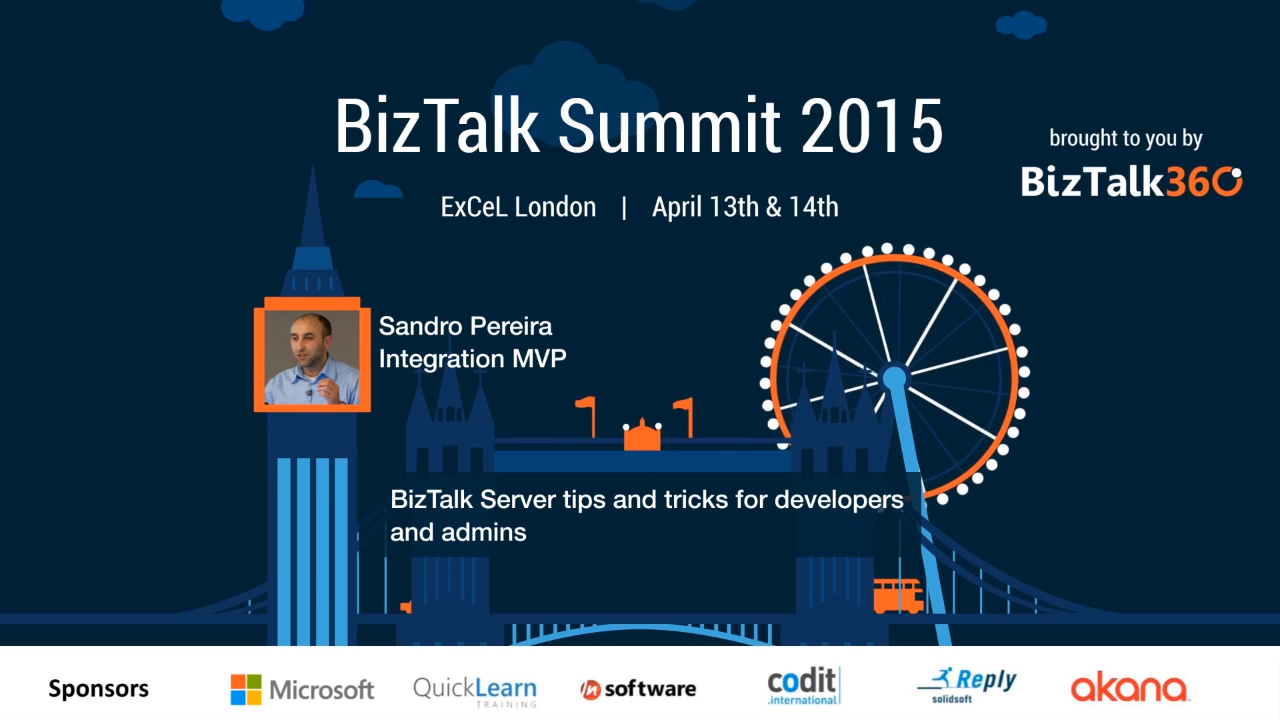 BizTalk Summit 2015
brought to you by
BizTalk360
ExCeL London | April 13th & 14th
Sandro Pereira
Integration MVP
BizTalk Server tips and tricks for developers
and admins
Sponsors
Microsoft
QuickLearn
TRAINING
software
codit
.international
Reply
solidsoft
akana